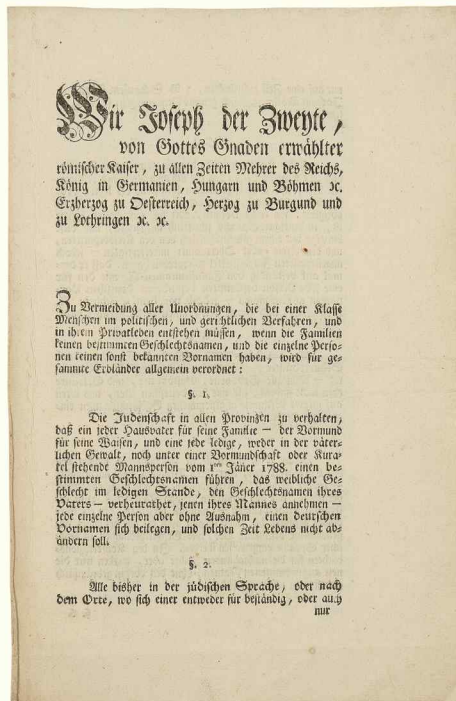 Wir Joseph der Zweyte,
von Gottes Gnaden erwählter
römischer Kaiser, zu allen Zeiten Mehrer des Reichs,
König in Germanien, Hungarn und Böhmen ꝛc.
Erzherzog zu Oesterreich, Herzog zu Burgund und
zu Lothringen ꝛc. ꝛc.
Zu Vermeidung aller Unordnungen, die bei einer Klasse
Menschen im politischen, und gerichtlichen Verfahren, und
in ihrem Privatleben entstehen müssen, wenn die Familien
keinen bestimmten Geschlechtsnamen, und die einzelne Perso-
nen keinen sonst bekannten Vornamen haben, wird für ge-
sammte Erbländer allgemein verordnet:
§. 1.
Die Judenschaft in allen Provinzen zu verhalten,
daß ein jeder Hausvater für seine Familie — der Vormund
für seine Waisen, und eine jede ledige, weder in der väter-
lichen Gewalt, noch unter einer Vormundschaft oder Kura-
tel stehende Mannsperson vom 1ten Jäner 1788. einen be-
stimmten Geschlechtsnamen führen, das weibliche Ge-
schlecht im ledigen Stande, den Geschlechtsnamen ihres
Vaters — verheurathet, jenen ihres Mannes annehmen —
jede einzelne Person aber ohne Ausnahm, einen deutschen
Vornamen sich beilegen, und solchen Zeit Lebens nicht ab-
ändern soll.
§. 2.
Alle bisher in der jüdischen Sprache, oder nach
dem Orte, wo sich einer entweder für beständig, oder auch
nur